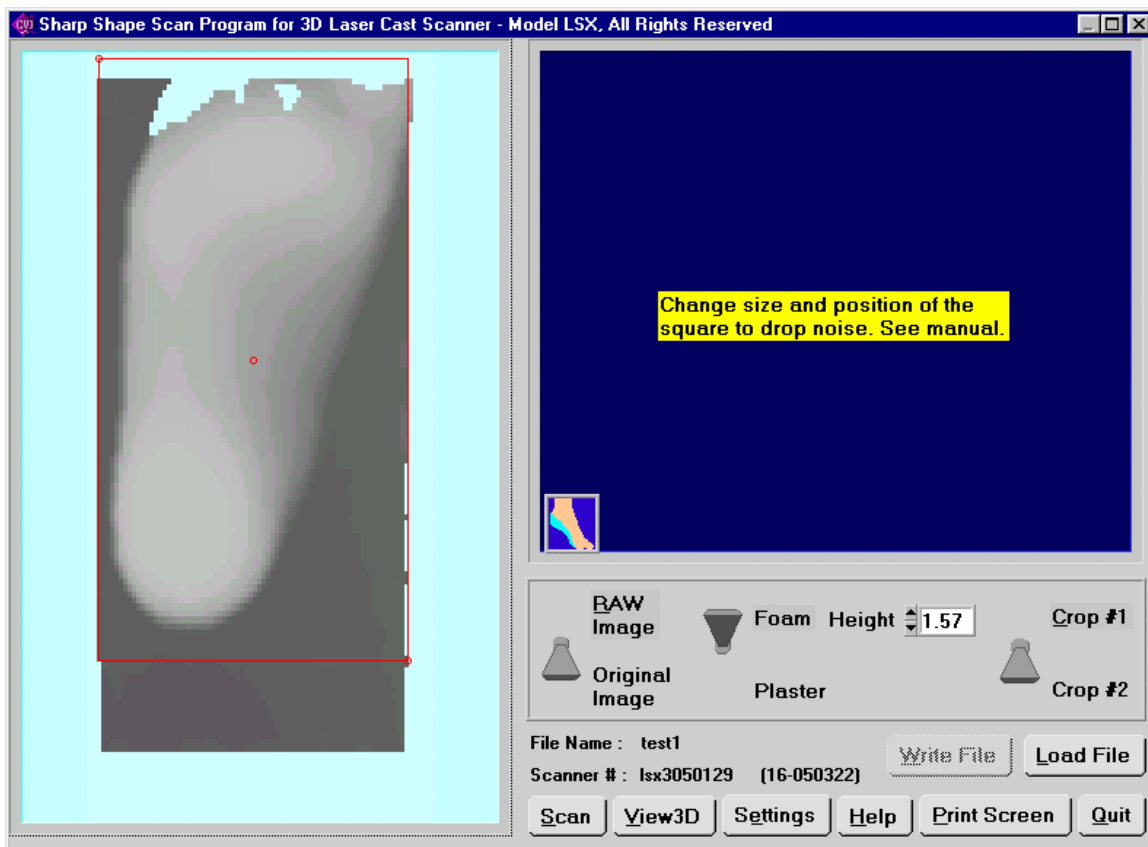 Sharp Shape Scan Program for 3D Laser Cast Scanner - Model LSX, All Rights Reserved
Change size and position of the
square to drop noise. See manual.
RAW
Image
Original
Image
Foam
Plaster
Height 1.57
Crop #1
Crop #2
File Name : test1
Scanner # : lsx3050129 (16-050322)
Write File
Load File
Scan
View3D
Settings
Help
Print Screen
Quit